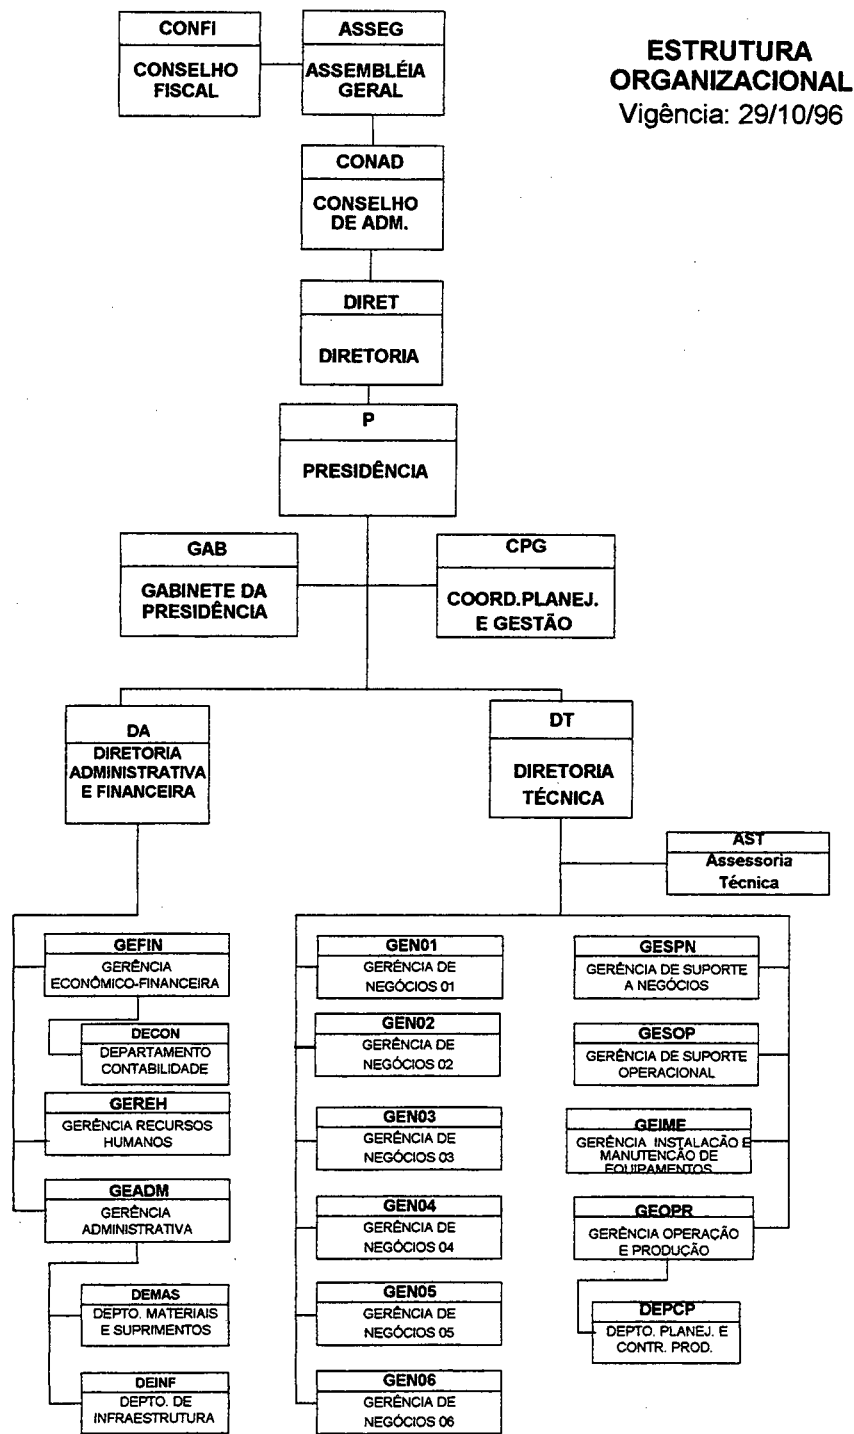 CONFI
CONSELHO
FISCAL
ASSEG
ASSEMBLÉIA
GERAL
ESTRUTURA
ORGANIZACIONAL
Vigência: 29/10/96
CONAD
CONSELHO
DE ADM.
DIRET
DIRETORIA
P
PRESIDÊNCIA
GAB
GABINETE DA
PRESIDÊNCIA
CPG
COORD.PLANEJ.
E GESTÃO
DA
DIRETORIA
ADMINISTRATIVA
E FINANCEIRA
DT
DIRETORIA
TÉCNICA
AST
Assessoria
Técnica
GEFIN
GERÊNCIA
ECONÔMICO-FINANCEIRA
DECON
DEPARTAMENTO
CONTABILIDADE
GEREH
GERÊNCIA RECURSOS
HUMANOS
GEADM
GERÊNCIA
ADMINISTRATIVA
DEMAS
DEPTO. MATERIAIS
E SUPRIMENTOS
DEINF
DEPTO. DE
INFRAESTRUTURA
GEN01
GERÊNCIA DE
NEGÓCIOS 01
GEN02
GERÊNCIA DE
NEGÓCIOS 02
GEN03
GERÊNCIA DE
NEGÓCIOS 03
GEN04
GERÊNCIA DE
NEGÓCIOS 04
GEN05
GERÊNCIA DE
NEGÓCIOS 05
GEN06
GERÊNCIA DE
NEGÓCIOS 06
GESPN
GERÊNCIA DE SUPORTE
A NEGÓCIOS
GESOP
GERÊNCIA DE SUPORTE
OPERACIONAL
GEIME
GERÊNCIA INSTALAÇÃO E
MANUTENCÃO DE
EQUIPAMENTOS
GEOPR
GERÊNCIA OPERAÇÃO
E PRODUÇÃO
DEPCP
DEPTO. PLANEJ. E
CONTR. PROD.